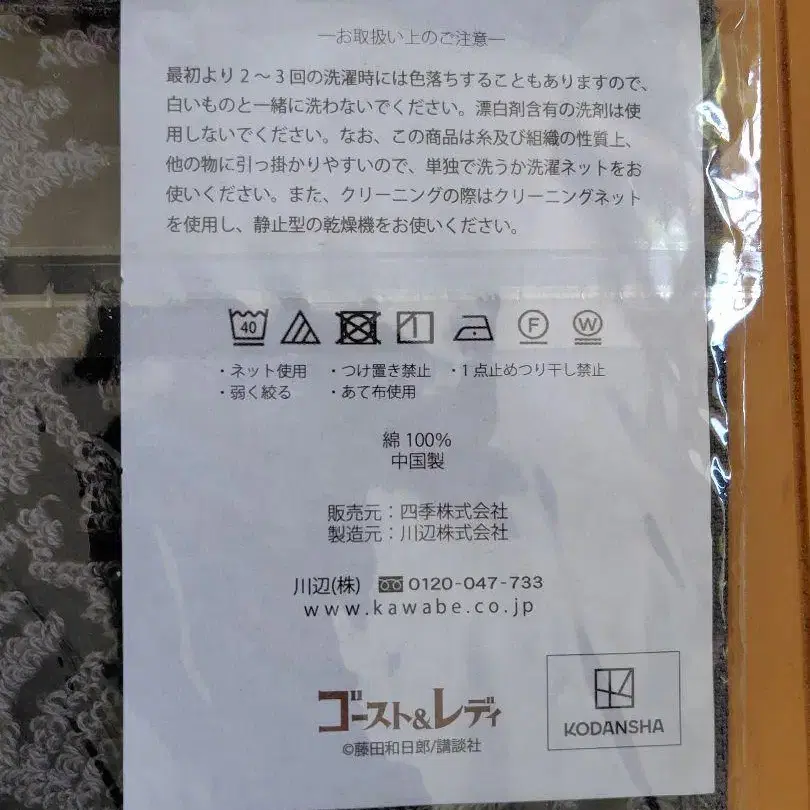 ―お取扱い上のご注意―
最初より2〜3回の洗濯時には色落ちすることもありますので、
白いものと一緒に洗わないでください。漂白剤含有の洗剤は使
用しないでください。なお、この商品は糸及び組織の性質上、
他の物に引っ掛かりやすいので、単独で洗うか洗濯ネットをお
使いください。また、クリーニングの際はクリーニングネット
を使用し、静止型の乾燥機をお使いください。
40 F W
・ネット使用 ・つけ置き禁止 ・1点止めつり干し禁止
・弱く絞る ・あて布使用
綿100%
中国製
販売元：四季株式会社
製造元：川辺株式会社
川辺(株) 0120-047-733
www.kawabe.co.jp
ゴースト&レディ
©藤田和日郎/講談社
KODANSHA